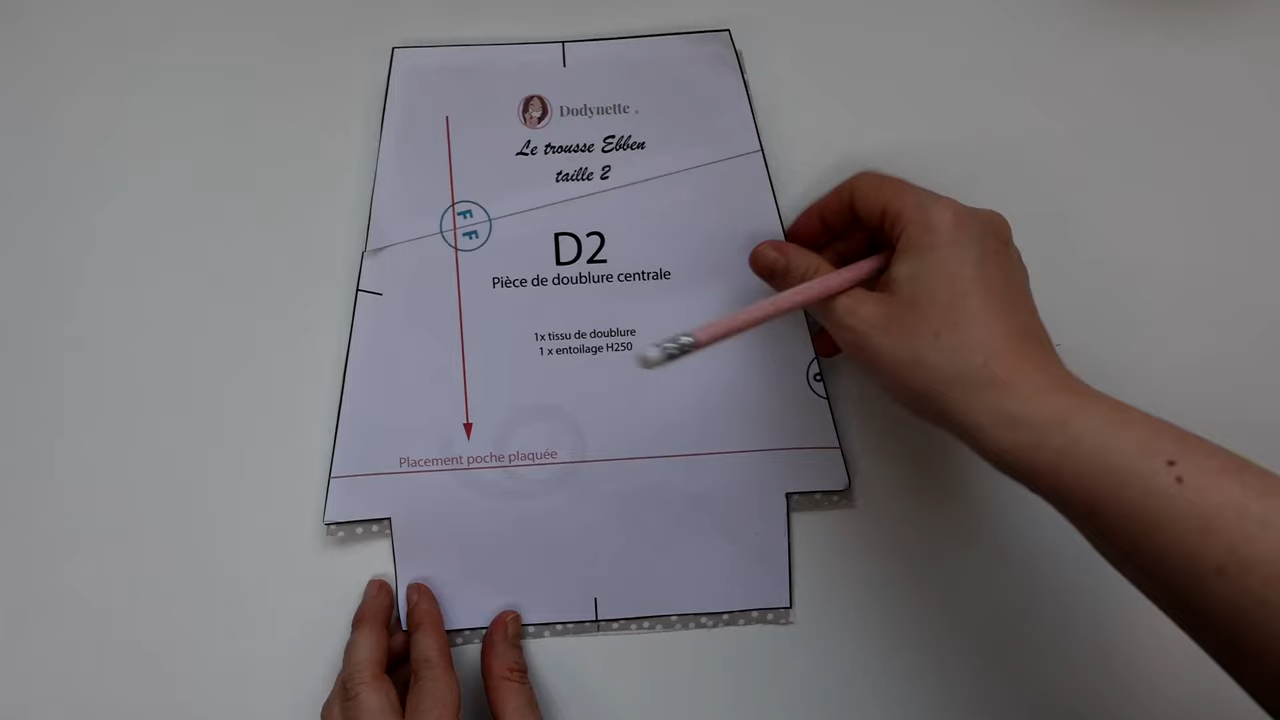 Dodynette
Le trousse Ebben
taille 2
F F
D2
Pièce de doublure centrale
1x tissu de doublure
1 x entoilage H250
Placement poche plaquée